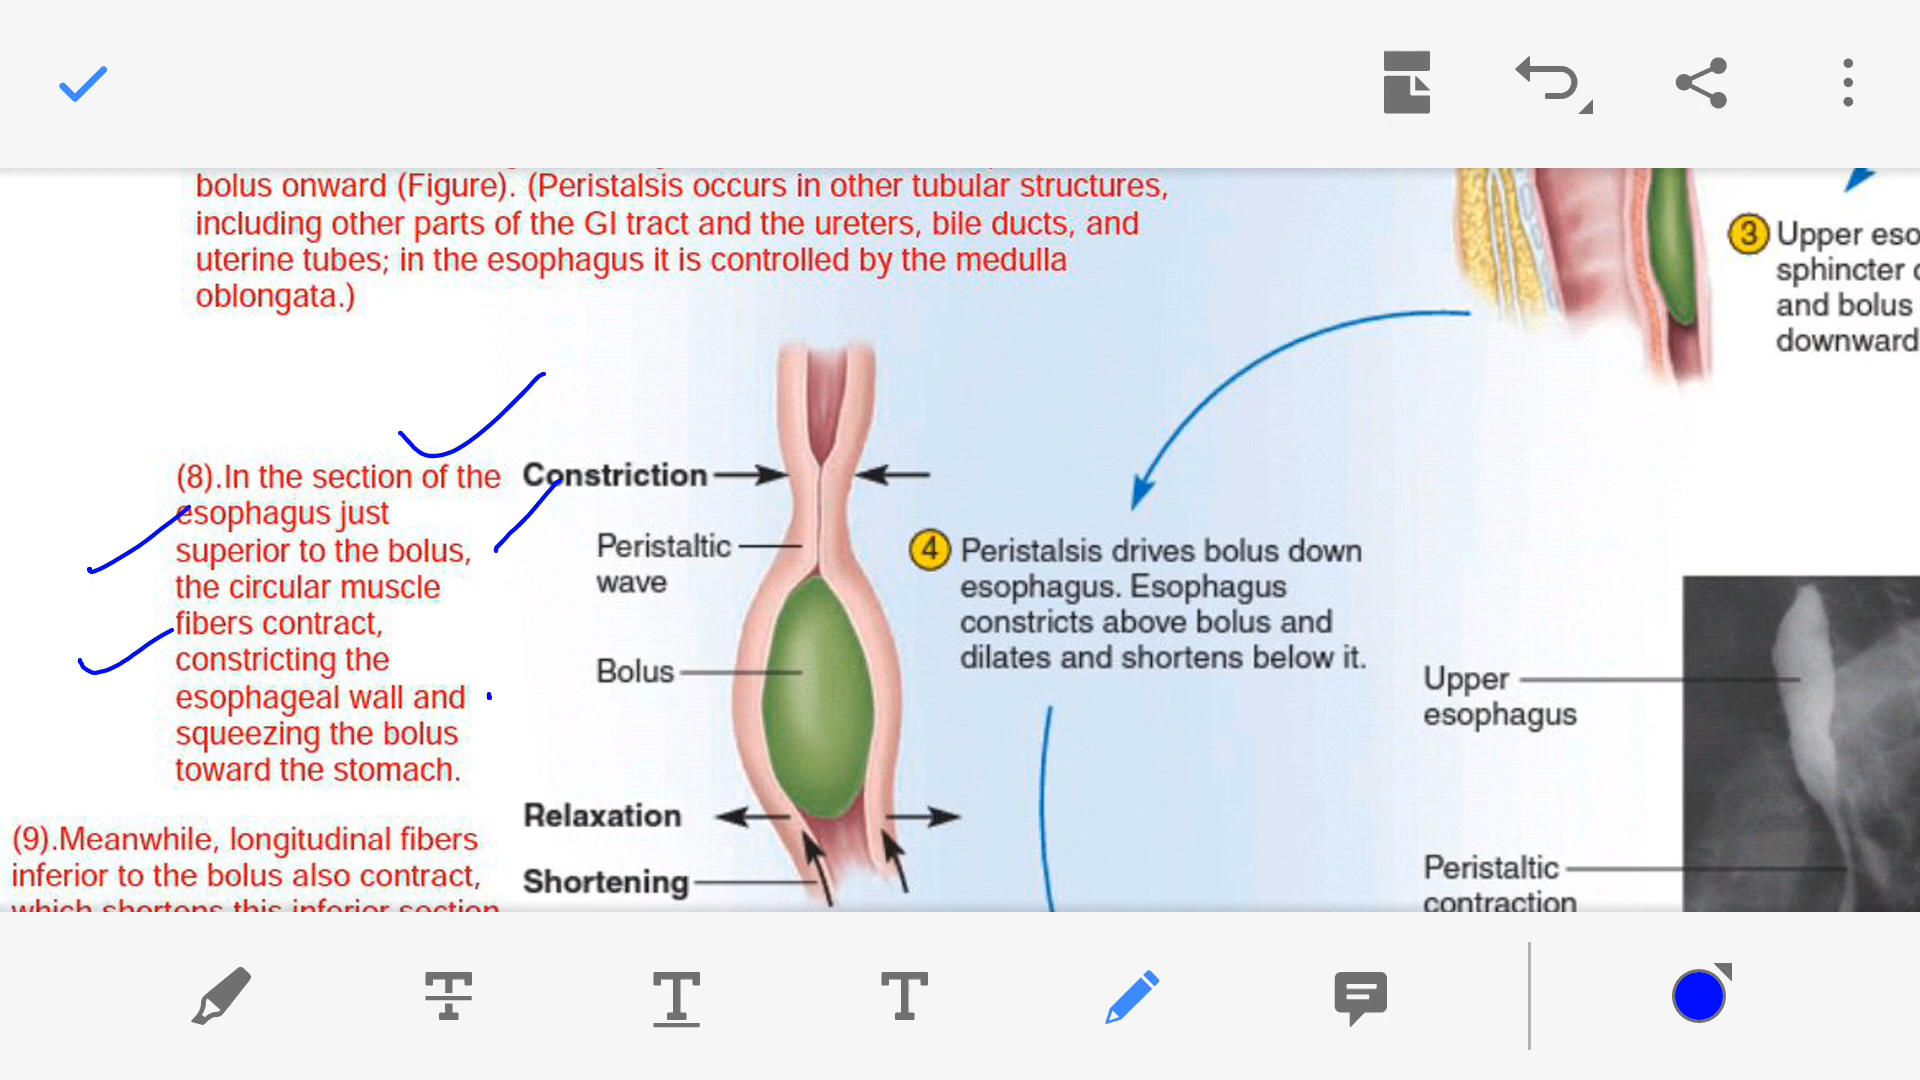 bolus onward (Figure). (Peristalsis occurs in other tubular structures,
including other parts of the GI tract and the ureters, bile ducts, and
uterine tubes; in the esophagus it is controlled by the medulla
oblongata.)
3 Upper eso
sphincter
and bolus
downward
(8).In the section of the
esophagus just
superior to the bolus,
the circular muscle
fibers contract,
constricting the
esophageal wall and
squeezing the bolus
toward the stomach.
(9).Meanwhile, longitudinal fibers
inferior to the bolus also contract,
which shortens this inferior section
Constriction
Peristaltic
wave
Bolus
Relaxation
Shortening
4 Peristalsis drives bolus down
esophagus. Esophagus
constricts above bolus and
dilates and shortens below it.
Upper
esophagus
Peristaltic
contraction